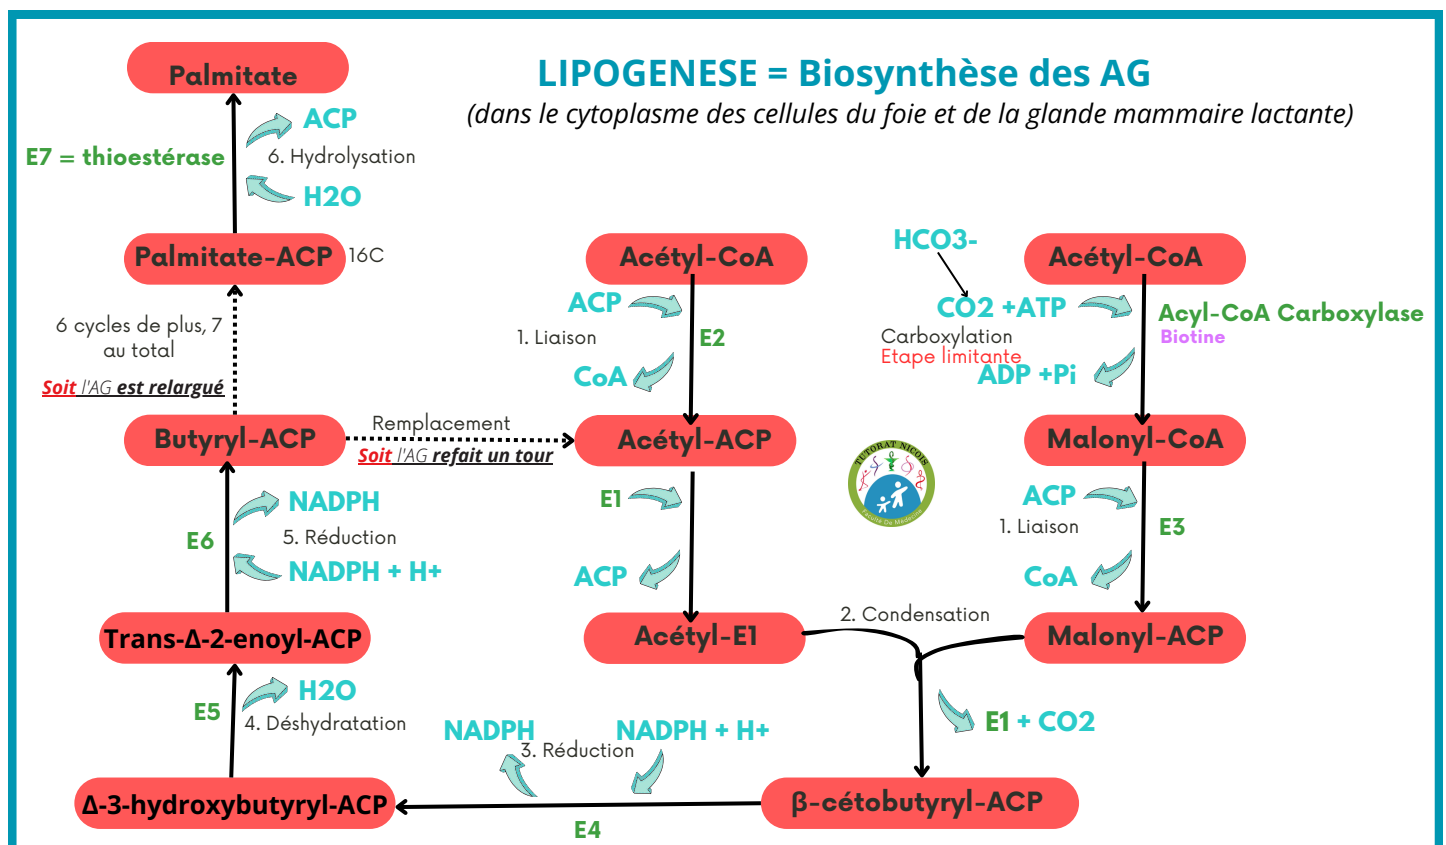 LIPOGENESE = Biosynthèse des AG
(dans le cytoplasme des cellules du foie et de la glande mammaire lactante)
Palmitate
ACP
E7 = thioestérase
6. Hydrolysation
H2O
Palmitate-ACP
16C
6 cycles de plus, 7
au total
Soit l'AG est relargué
Butyryl-ACP
Remplacement
Soit l'AG refait un tour
NADPH
5. Réduction
E6
NADPH + H+
Trans-Δ-2-enoyl-ACP
H2O
E5
4. Déshydratation
Δ-3-hydroxybutyryl-ACP
Acétyl-CoA
ACP
1. Liaison
E2
CoA
Acétyl-ACP
E1
ACP
Acétyl-E1
HCO3-
Acétyl-CoA
CO2 +ATP
Acyl-CoA Carboxylase
Biotine
Carboxylation
Etape limitante
ADP +Pi
Malonyl-CoA
ACP
1. Liaison
E3
CoA
Malonyl-ACP
2. Condensation
E1 + CO2
NADPH
NADPH + H+
3. Réduction
E4
β-cétobutyryl-ACP
TUTORAT NICOIS
Faculté De Médecine